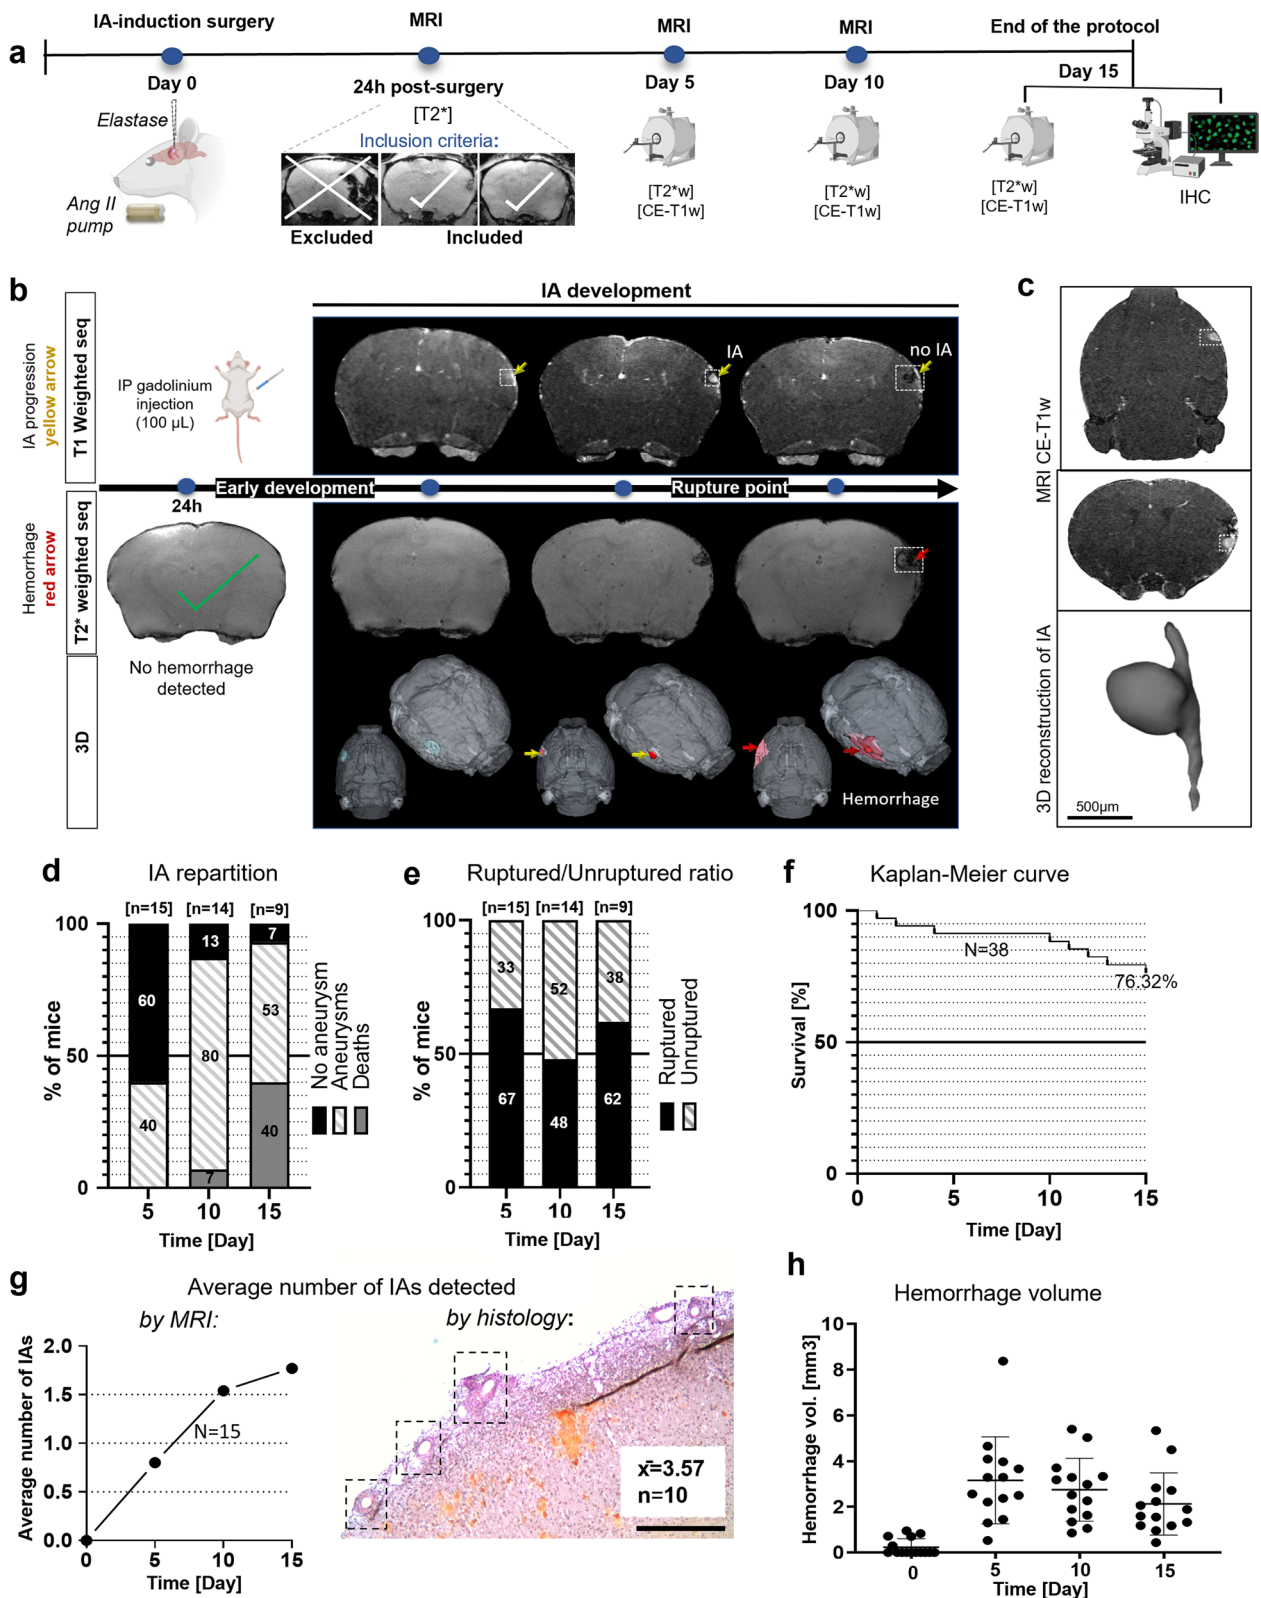 a
IA-induction surgery
MRI
MRI
MRI
End of the protocol
Day 0
24h post-surgery
[T2*]
Day 5
Day 10
Day 15
Elastase
Ang II
pump
Inclusion criteria:
Excluded
Included
[T2*w]
[CE-T1w]
[T2*w]
[CE-T1w]
[T2*w]
[CE-T1w]
IHC
b
IA development
IA progression
yellow arrow
T1 Weighted seq
IP gadolinium
injection
(100 µL)
IA
no IA
Early development
Rupture point
24h
Hemorrhage
red arrow
T2* weighted seq
No hemorrhage
detected
3D
Hemorrhage
c
MRI CE-T1w
3D reconstruction of IA
500µm
d
IA repartition
[n=15]
[n=14]
[n=9]
% of mice
100
50
0
60
40
13
80
7
7
53
40
5
10
15
Time [Day]
No aneurysm
Aneurysms
Deaths
e
Ruptured/Unruptured ratio
[n=15]
[n=14]
[n=9]
% of mice
100
50
0
33
67
52
48
38
62
5
10
15
Time [Day]
Ruptured
Unruptured
f
Kaplan-Meier curve
Survival [%]
100
50
0
N=38
76.32%
0
5
10
15
Time [Day]
g
Average number of IAs detected
by MRI:
by histology:
Average number of IAs
2.0
1.5
1.0
0.5
0.0
N=15
0
5
10
15
Time [Day]
x̄=3.57
n=10
h
Hemorrhage volume
Hemorrhage vol. [mm3]
10
8
6
4
2
0
0
5
10
15
Time [Day]